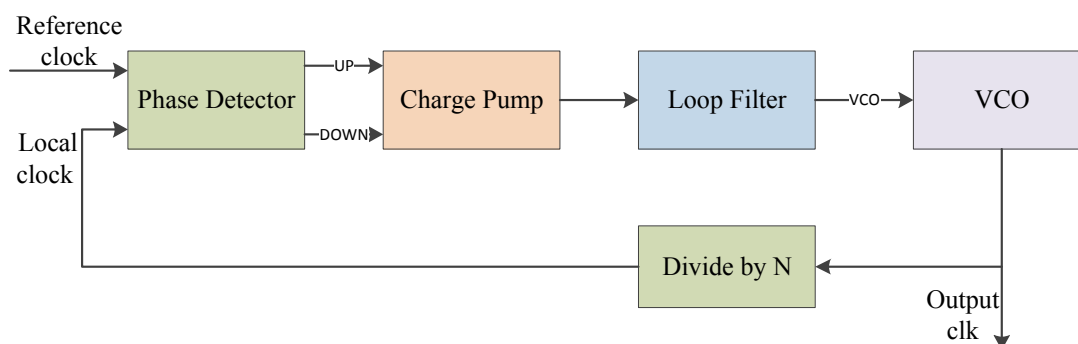 Reference
clock
Phase Detector
UP
DOWN
Charge Pump
Loop Filter
VCO
VCO
Local
clock
Divide by N
Output
clk